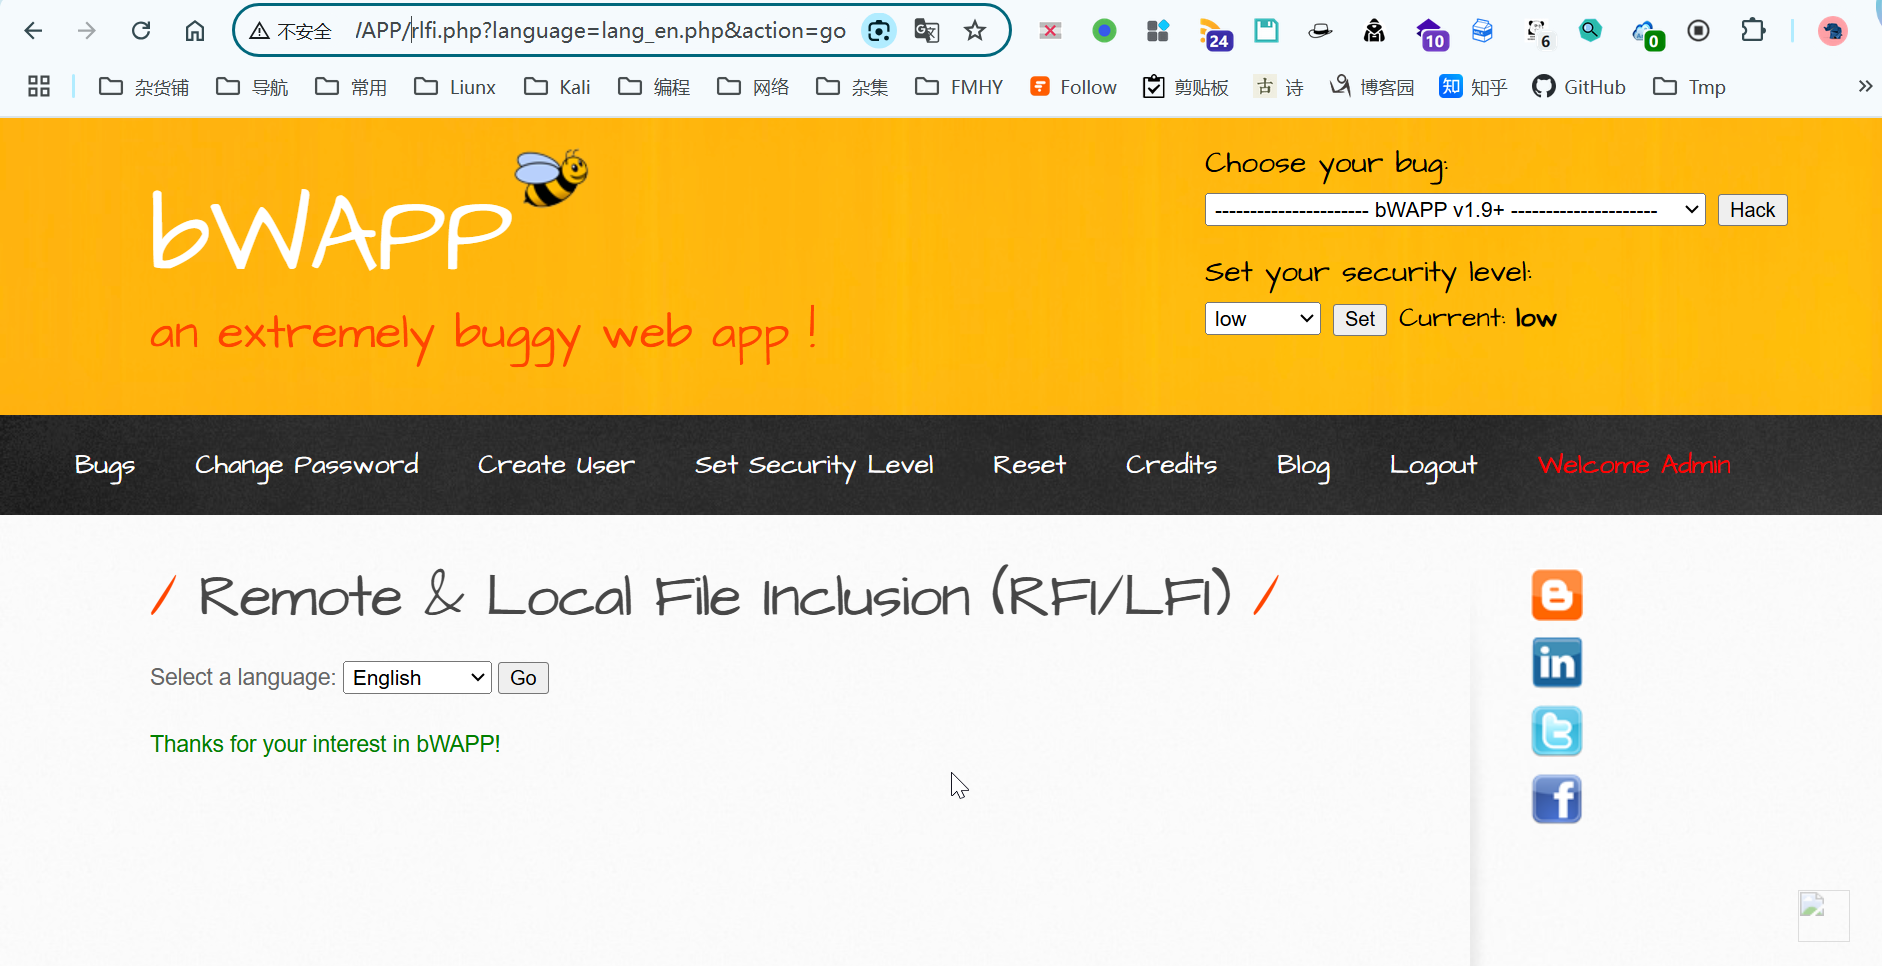 不安全 /APP/rlfi.php?language=lang_en.php&action=go
24 10 6 0
杂货铺 导航 常用 Liunx Kali 编程 网络 杂集 FMHY Follow 剪贴板 古 诗 博客园 知 知乎 GitHub Tmp »
bWAPP
an extremely buggy web app !
Choose your bug:
---------------------- bWAPP v1.9+ --------------------- Hack
Set your security level:
low Set Current: low
Bugs Change Password Create User Set Security Level Reset Credits Blog Logout Welcome Admin
/ Remote & Local File Inclusion (RFI/LFI) /
Select a language: English Go
Thanks for your interest in bWAPP!
in
t
f